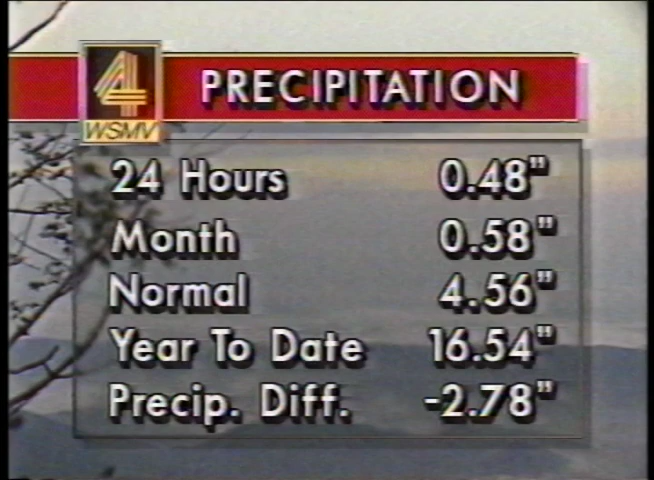 4 PRECIPITATION
WSMV
24 Hours 0.48"
Month 0.58"
Normal 4.56"
Year To Date 16.54"
Precip. Diff. -2.78"